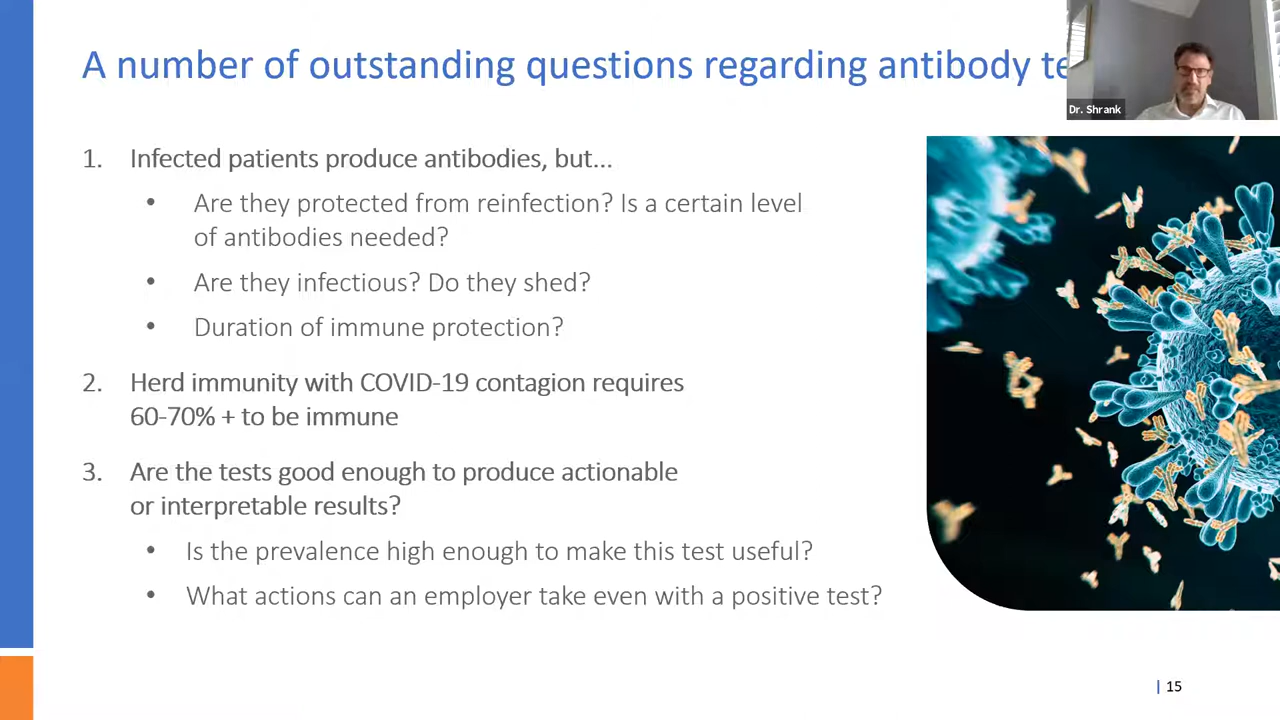 A number of outstanding questions regarding antibody te
Dr. Shrank
1. Infected patients produce antibodies, but...
• Are they protected from reinfection? Is a certain level
of antibodies needed?
• Are they infectious? Do they shed?
• Duration of immune protection?
2. Herd immunity with COVID-19 contagion requires
60-70% + to be immune
3. Are the tests good enough to produce actionable
or interpretable results?
• Is the prevalence high enough to make this test useful?
• What actions can an employer take even with a positive test?
| 15